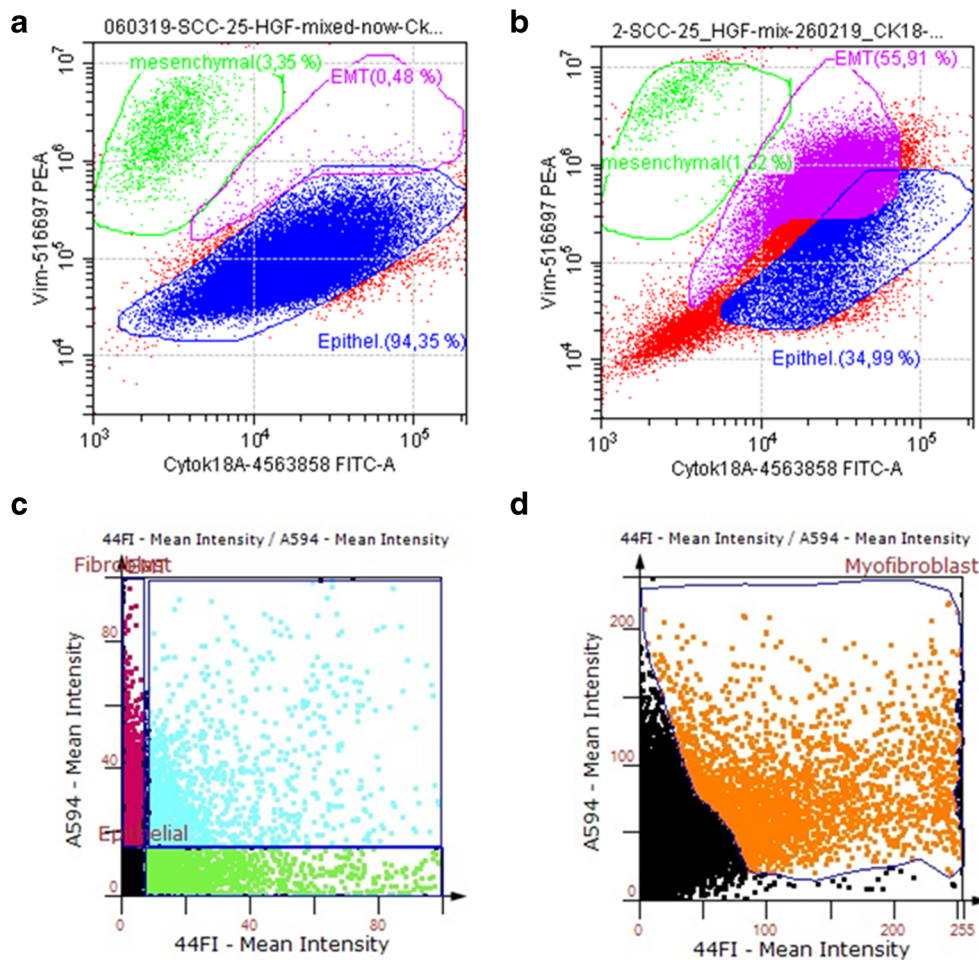 a
060319-SCC-25-HGF-mixed-now-Ck...
mesenchymal(3,35 %)
EMT(0,48 %)
Epithel.(94,35 %)
Vim-516697 PE-A
10^7
10^6
10^5
10^4
10^3 10^4 10^5
Cytok18A-4563858 FITC-A
b
2-SCC-25_HGF-mix-260219_CK18-...
EMT(55,91 %)
mesenchymal(1,22 %)
Epithel.(34,99 %)
Vim-516697 PE-A
10^7
10^6
10^5
10^4
10^3 10^4 10^5
Cytok18A-4563858 FITC-A
c
44FI - Mean Intensity / A594 - Mean Intensity
Fibroblast
EMT
Epithelial
A594 - Mean Intensity
80
40
0
0 40 80
44FI - Mean Intensity
d
44FI - Mean Intensity / A594 - Mean Intensity
Myofibroblast
A594 - Mean Intensity
200
100
0
0 100 200 255
44FI - Mean Intensity